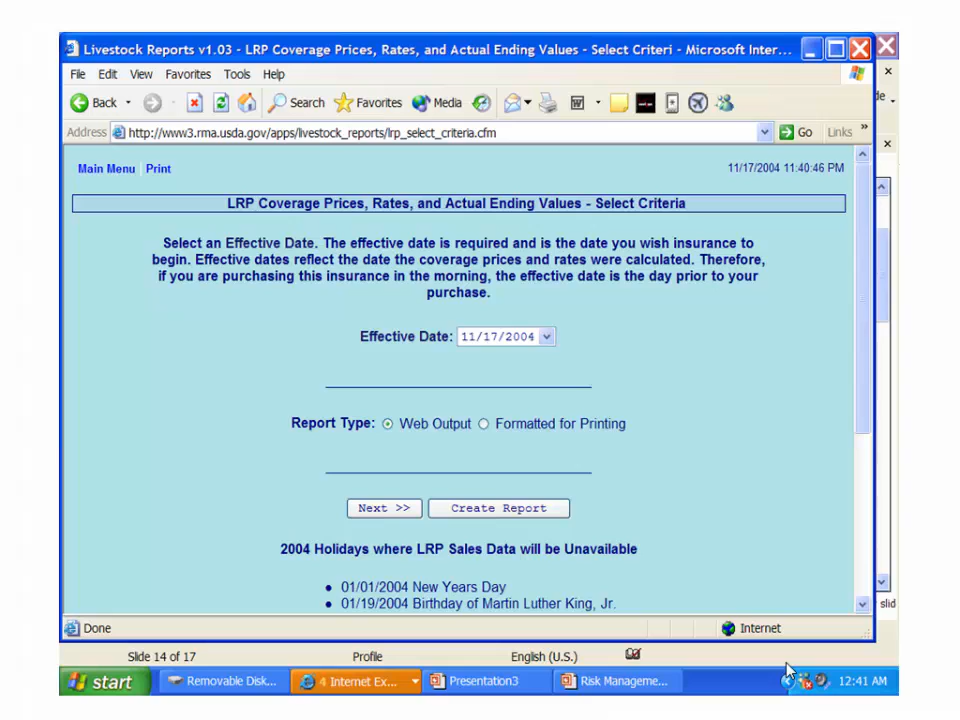 Livestock Reports v1.03 - LRP Coverage Prices, Rates, and Actual Ending Values - Select Criteri - Microsoft Inter...
File Edit View Favorites Tools Help
Back Search Favorites Media
de
Address http://www3.rma.usda.gov/apps/livestock_reports/lrp_select_criteria.cfm Go Links »
Main Menu | Print 11/17/2004 11:40:46 PM
LRP Coverage Prices, Rates, and Actual Ending Values - Select Criteria
Select an Effective Date. The effective date is required and is the date you wish insurance to
begin. Effective dates reflect the date the coverage prices and rates were calculated. Therefore,
if you are purchasing this insurance in the morning, the effective date is the day prior to your
purchase.
Effective Date: 11/17/2004
Report Type: Web Output Formatted for Printing
Next >> Create Report
2004 Holidays where LRP Sales Data will be Unavailable
• 01/01/2004 New Years Day
• 01/19/2004 Birthday of Martin Luther King, Jr.
slid
Done Internet
Slide 14 of 17 Profile English (U.S.)
start Removable Disk... 4 Internet Ex... Presentation3 Risk Manageme... 12:41 AM